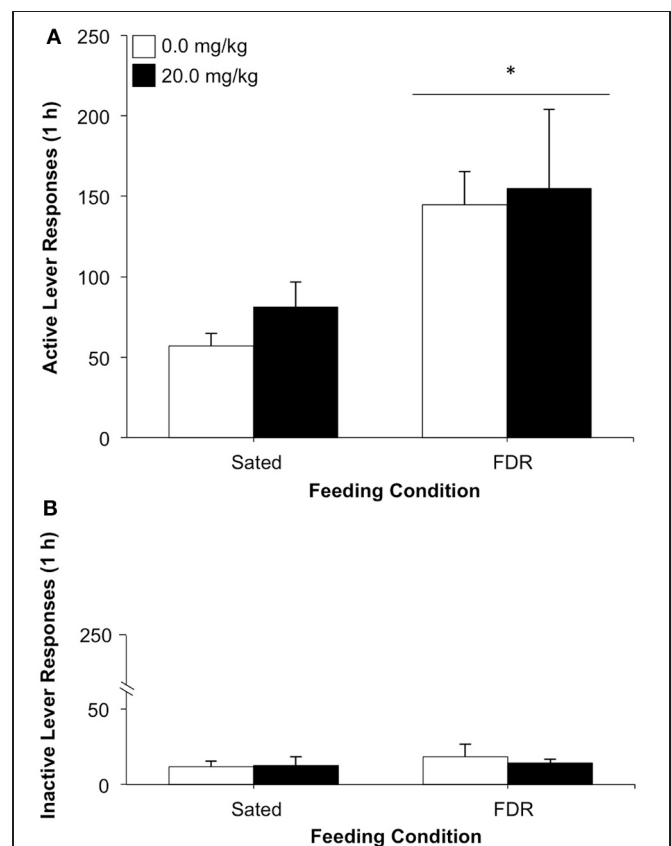 A
250
0.0 mg/kg
20.0 mg/kg
*
200
150
100
50
0
Active Lever Responses (1 h)
Sated FDR
Feeding Condition
B
Inactive Lever Responses (1 h)
250
50
0
Sated FDR
Feeding Condition